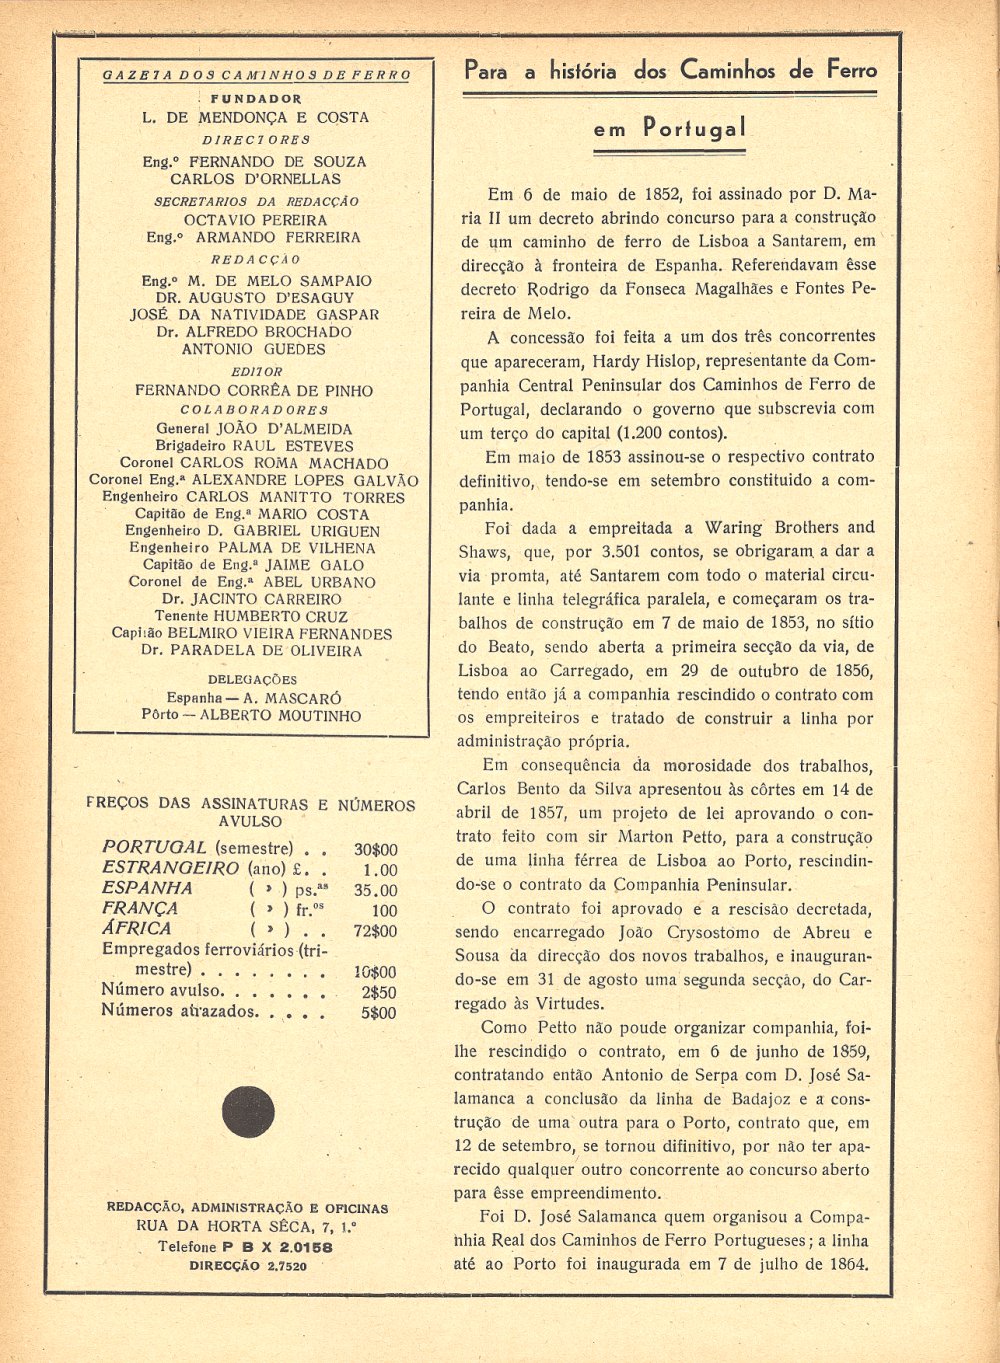 GAZETA DOS CAMINHOS DE FERRO
FUNDADOR
L. DE MENDONÇA E COSTA
DIRECTORES
Eng.º FERNANDO DE SOUZA
CARLOS D'ORNELLAS
SECRETARIOS DA REDACÇÃO
OCTAVIO PEREIRA
Eng.º ARMANDO FERREIRA
REDACÇÃO
Eng.º M. DE MELO SAMPAIO
DR. AUGUSTO D'ESAGUY
JOSÉ DA NATIVIDADE GASPAR
Dr. ALFREDO BROCHADO
ANTONIO GUEDES
EDITOR
FERNANDO CORRÊA DE PINHO
COLABORADORES
General JOÃO D'ALMEIDA
Brigadeiro RAUL ESTEVES
Coronel CARLOS ROMA MACHADO
Coronel Eng.ª ALEXANDRE LOPES GALVÃO
Engenheiro CARLOS MANITTO TORRES
Capitão de Eng.ª MARIO COSTA
Engenheiro D. GABRIEL URIGUEN
Engenheiro PALMA DE VILHENA
Capitão de Eng.ª JAIME GALO
Coronel de Eng.ª ABEL URBANO
Dr. JACINTO CARREIRO
Tenente HUMBERTO CRUZ
Capitão BELMIRO VIEIRA FERNANDES
Dr. PARADELA DE OLIVEIRA
DELEGAÇÕES
Espanha — A. MASCARÓ
Pôrto — ALBERTO MOUTINHO
FREÇOS DAS ASSINATURAS E NÚMEROS
AVULSO
PORTUGAL (semestre) . . 30$00
ESTRANGEIRO (ano) £. . 1.00
ESPANHA ( » ) ps.as 35.00
FRANÇA ( » ) fr.os 100
ÁFRICA ( » ) . . 72$00
Empregados ferroviários (tri-
mestre) . . . . . . . . 10$00
Número avulso. . . . . . . 2$50
Números atrazados. . . . . 5$00
REDACÇÃO, ADMINISTRAÇÃO E OFICINAS
RUA DA HORTA SÊCA, 7, 1.º
Telefone P B X 2.0158
DIRECÇÃO 2.7520
Para a história dos Caminhos de Ferro
em Portugal
Em 6 de maio de 1852, foi assinado por D. Ma-
ria II um decreto abrindo concurso para a construção
de um caminho de ferro de Lisboa a Santarem, em
direcção à fronteira de Espanha. Referendavam êsse
decreto Rodrigo da Fonseca Magalhães e Fontes Pe-
reira de Melo.
A concessão foi feita a um dos três concorrentes
que apareceram, Hardy Hislop, representante da Com-
panhia Central Peninsular dos Caminhos de Ferro de
Portugal, declarando o governo que subscrevia com
um terço do capital (1.200 contos).
Em maio de 1853 assinou-se o respectivo contrato
definitivo, tendo-se em setembro constituido a com-
panhia.
Foi dada a empreitada a Waring Brothers and
Shaws, que, por 3.501 contos, se obrigaram a dar a
via promta, até Santarem com todo o material circu-
lante e linha telegráfica paralela, e começaram os tra-
balhos de construção em 7 de maio de 1853, no sítio
do Beato, sendo aberta a primeira secção da via, de
Lisboa ao Carregado, em 29 de outubro de 1856,
tendo então já a companhia rescindido o contrato com
os empreiteiros e tratado de construir a linha por
administração própria.
Em consequência da morosidade dos trabalhos,
Carlos Bento da Silva apresentou às côrtes em 14 de
abril de 1857, um projeto de lei aprovando o con-
trato feito com sir Marton Petto, para a construção
de uma linha férrea de Lisboa ao Porto, rescindin-
do-se o contrato da Companhia Peninsular.
O contrato foi aprovado e a rescisão decretada,
sendo encarregado João Crysostomo de Abreu e
Sousa da direcção dos novos trabalhos, e inauguran-
do-se em 31 de agosto uma segunda secção, do Car-
regado às Virtudes.
Como Petto não poude organizar companhia, foi-
lhe rescindido o contrato, em 6 de junho de 1859,
contratando então Antonio de Serpa com D. José Sa-
lamanca a conclusão da linha de Badajoz e a cons-
trução de uma outra para o Porto, contrato que, em
12 de setembro, se tornou difinitivo, por não ter apa-
recido qualquer outro concorrente ao concurso aberto
para êsse empreendimento.
Foi D. José Salamanca quem organisou a Compa-
nhia Real dos Caminhos de Ferro Portugueses; a linha
até ao Porto foi inaugurada em 7 de julho de 1864.